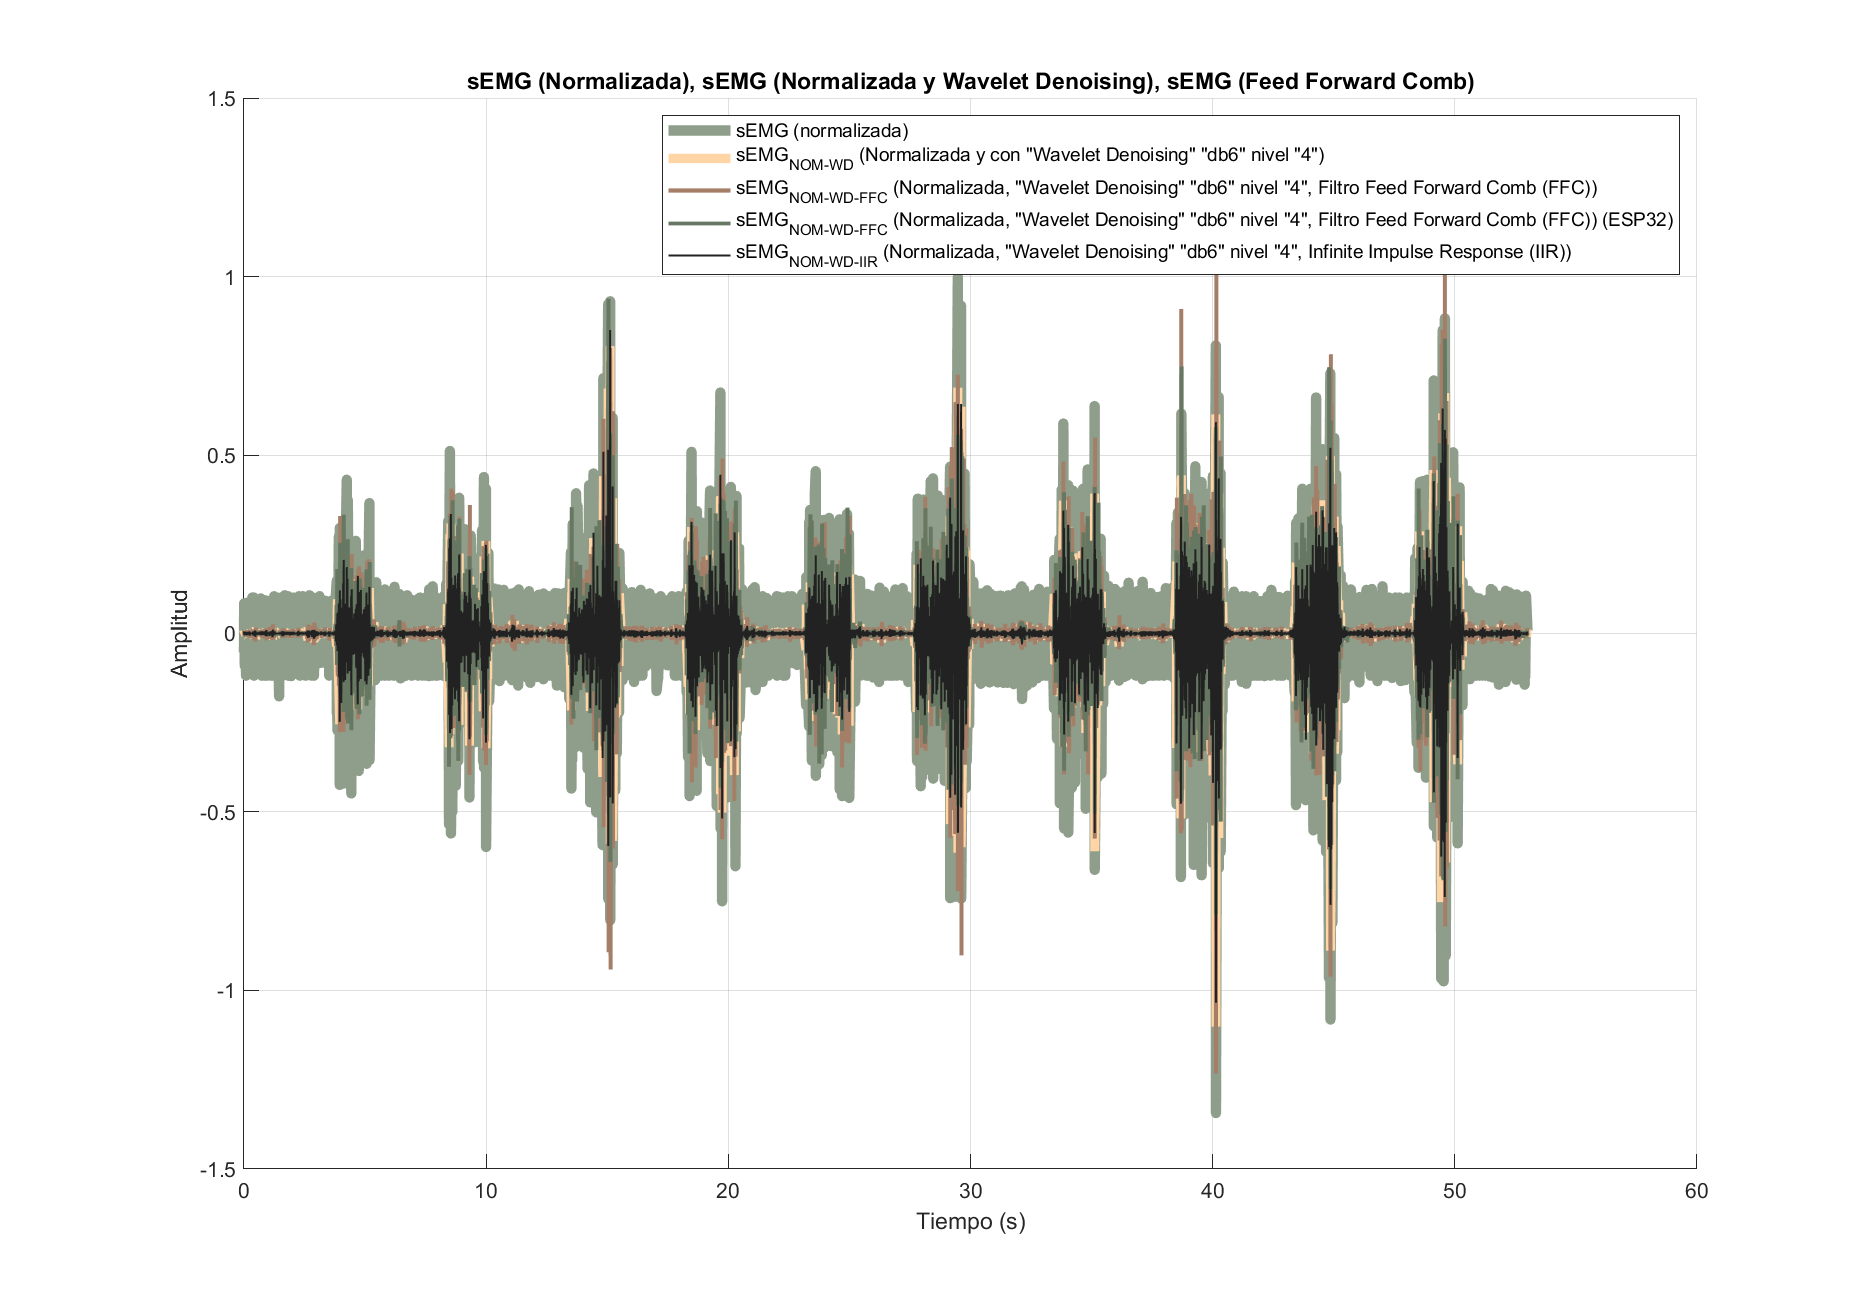 sEMG (Normalizada), sEMG (Normalizada y Wavelet Denoising), sEMG (Feed Forward Comb)
sEMG (normalizada)
sEMG_NOM-WD (Normalizada y con "Wavelet Denoising" "db6" nivel "4")
sEMG_NOM-WD-FFC (Normalizada, "Wavelet Denoising" "db6" nivel "4", Filtro Feed Forward Comb (FFC))
sEMG_NOM-WD-FFC (Normalizada, "Wavelet Denoising" "db6" nivel "4", Filtro Feed Forward Comb (FFC)) (ESP32)
sEMG_NOM-WD-IIR (Normalizada, "Wavelet Denoising" "db6" nivel "4", Infinite Impulse Response (IIR))
1.5
1
0.5
0
-0.5
-1
-1.5
Amplitud
0 10 20 30 40 50 60
Tiempo (s)